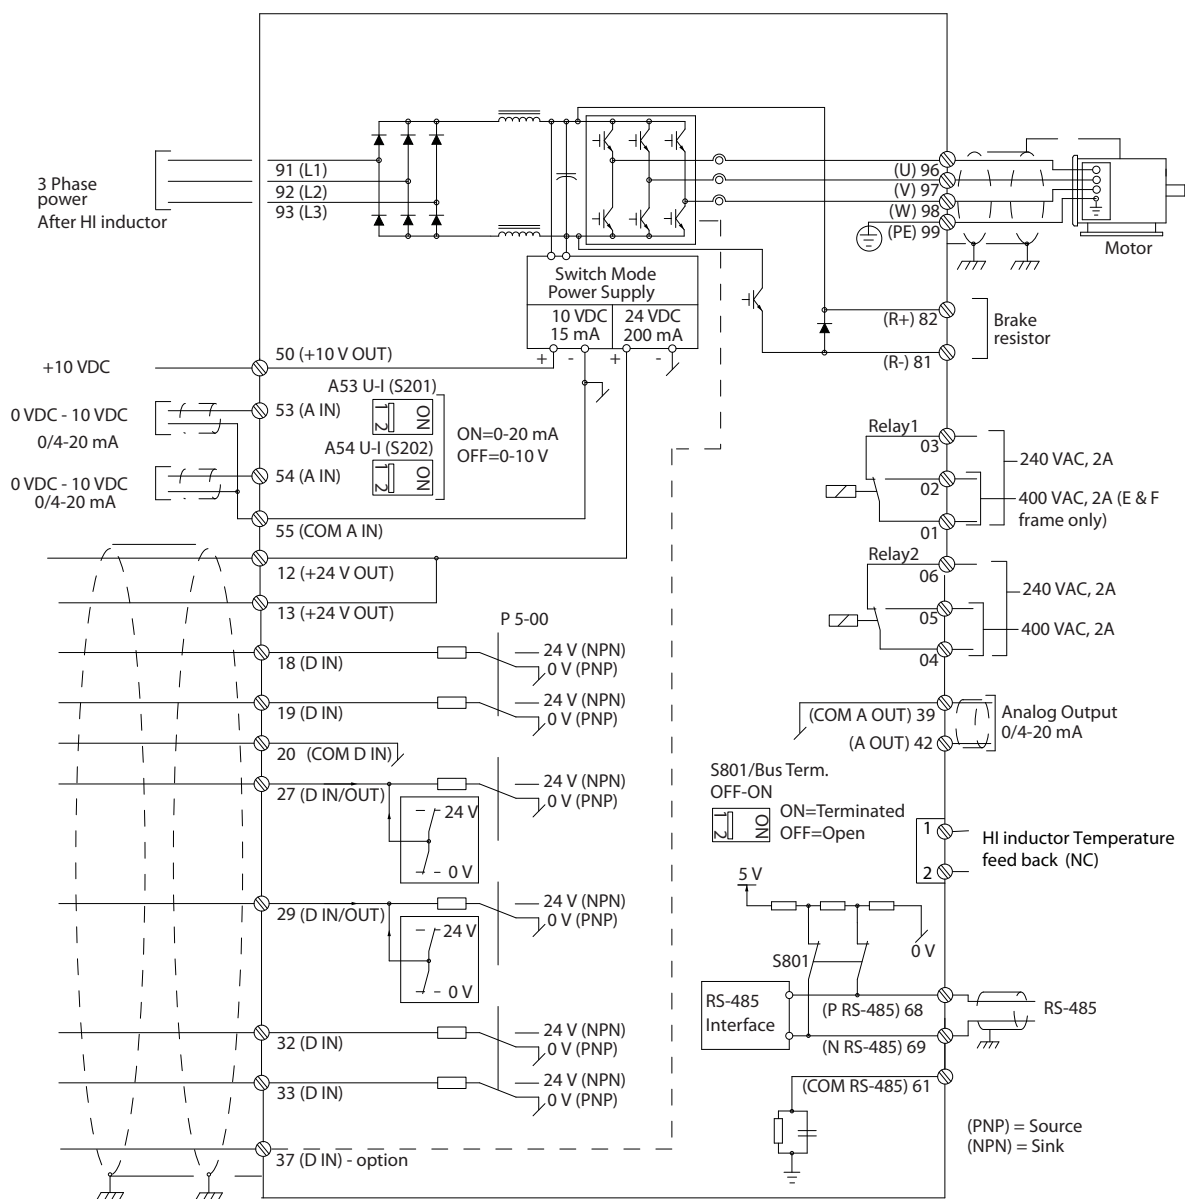 3 Phase
power
After HI inductor
91 (L1)
92 (L2)
93 (L3)
(U) 96
(V) 97
(W) 98
(PE) 99
Motor
Switch Mode
Power Supply
10 VDC
15 mA
24 VDC
200 mA
+ - + -
(R+) 82
(R-) 81
Brake
resistor
+10 VDC
50 (+10 V OUT)
0 VDC - 10 VDC
0/4-20 mA
53 (A IN)
A53 U-I (S201)
1 2
ON
A54 U-I (S202)
1 2
ON
ON=0-20 mA
OFF=0-10 V
0 VDC - 10 VDC
0/4-20 mA
54 (A IN)
55 (COM A IN)
12 (+24 V OUT)
13 (+24 V OUT)
Relay1
03
02
01
240 VAC, 2A
400 VAC, 2A (E & F
frame only)
Relay2
06
05
04
240 VAC, 2A
400 VAC, 2A
P 5-00
18 (D IN)
24 V (NPN)
0 V (PNP)
19 (D IN)
24 V (NPN)
0 V (PNP)
20 (COM D IN)
27 (D IN/OUT)
24 V (NPN)
0 V (PNP)
24 V
0 V
29 (D IN/OUT)
24 V (NPN)
0 V (PNP)
24 V
0 V
32 (D IN)
24 V (NPN)
0 V (PNP)
33 (D IN)
24 V (NPN)
0 V (PNP)
37 (D IN) - option
(COM A OUT) 39
(A OUT) 42
Analog Output
0/4-20 mA
S801/Bus Term.
OFF-ON
1 2
ON
ON=Terminated
OFF=Open
1
2
HI inductor Temperature
feed back (NC)
5 V
0 V
S801
RS-485
Interface
(P RS-485) 68
(N RS-485) 69
(COM RS-485) 61
RS-485
(PNP) = Source
(NPN) = Sink